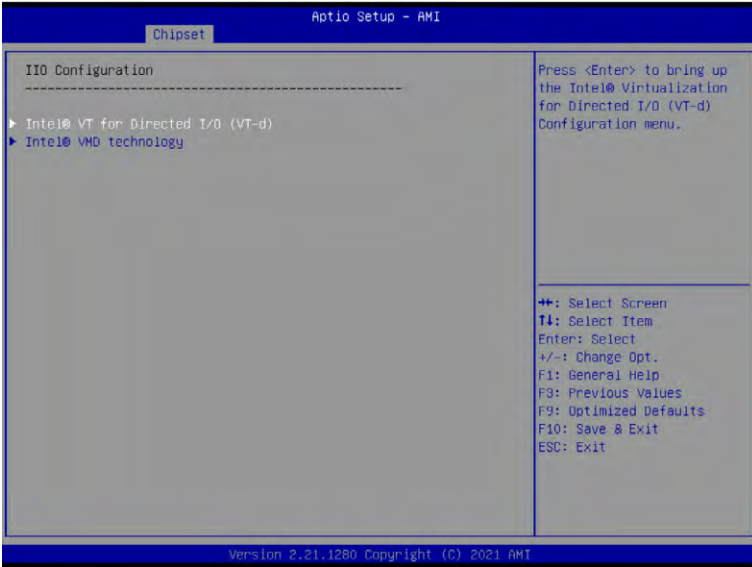 Aptio Setup - AMI
Chipset
IIO Configuration
--------------------------------------------------
▶ Intel® VT for Directed I/O (VT-d)
▶ Intel® VMD technology
Press <Enter> to bring up
the Intel® Virtualization
for Directed I/O (VT-d)
Configuration menu.
→←: Select Screen
↑↓: Select Item
Enter: Select
+/-: Change Opt.
F1: General Help
F3: Previous Values
F9: Optimized Defaults
F10: Save & Exit
ESC: Exit
Version 2.21.1280 Copyright (C) 2021 AMI